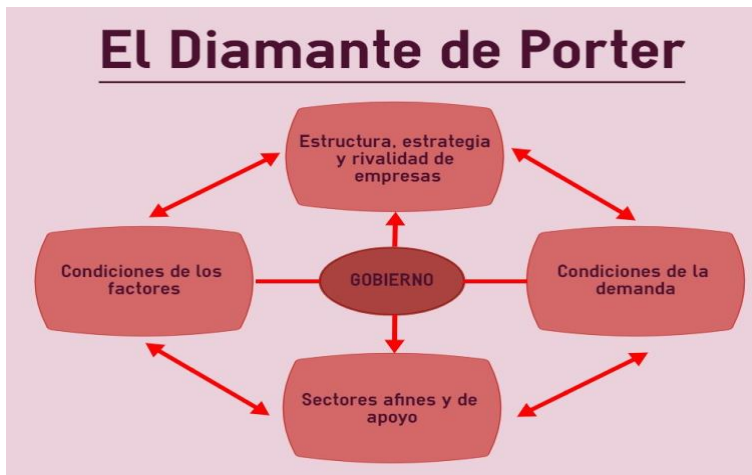 El Diamante de Porter
Estructura, estrategia
y rivalidad de
empresas
Condiciones de los
factores
GOBIERNO
Condiciones de la
demanda
Sectores afines y de
apoyo